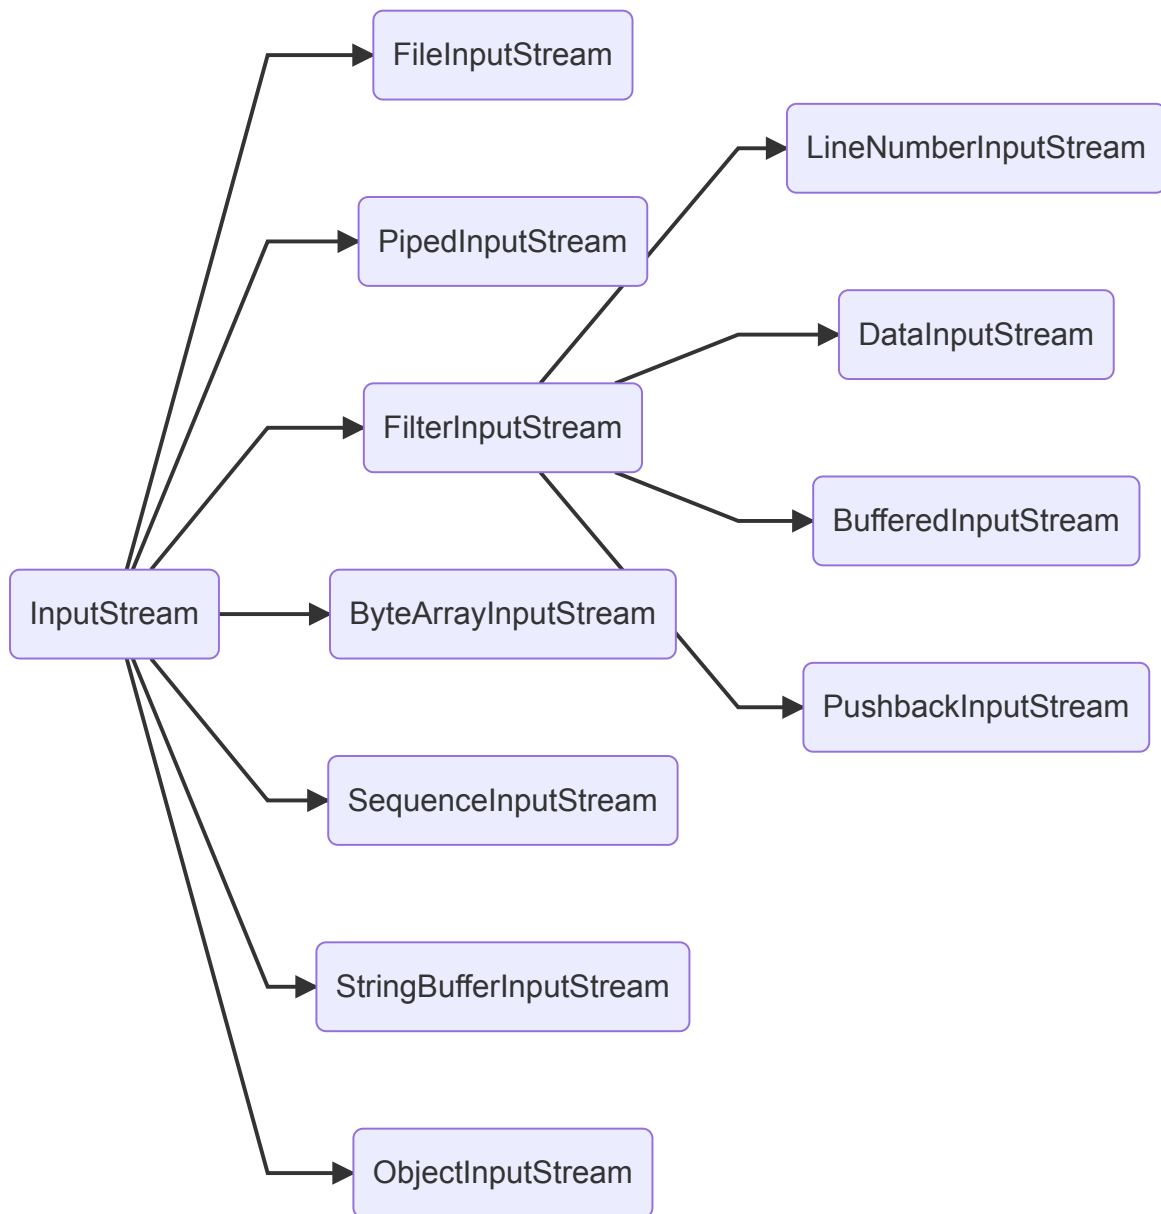 FileInputStream
LineNumberInputStream
PipedInputStream
DataInputStream
FilterInputStream
BufferedInputStream
InputStream
ByteArrayInputStream
PushbackInputStream
SequenceInputStream
StringBufferInputStream
ObjectInputStream